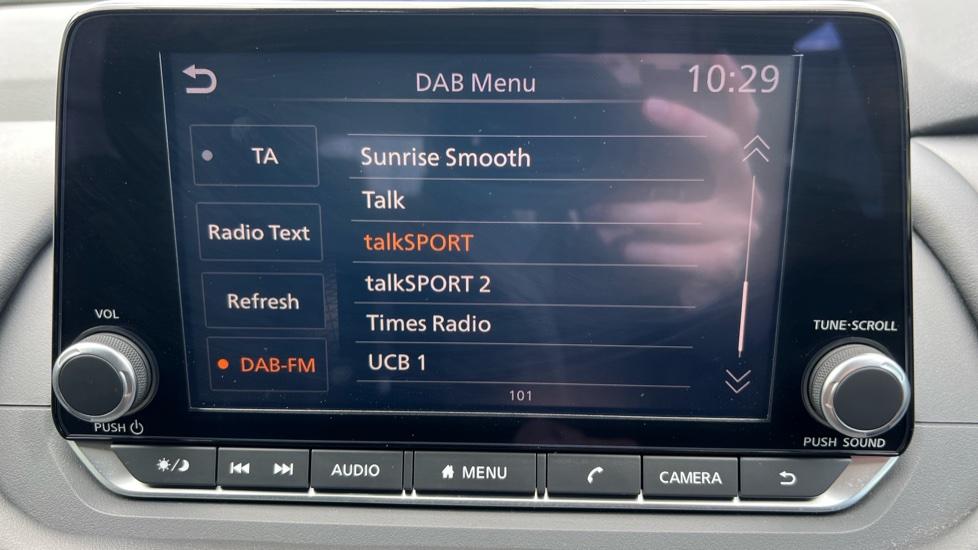 DAB Menu
10:29
TA
Radio Text
Refresh
DAB-FM
Sunrise Smooth
Talk
talkSPORT
talkSPORT 2
Times Radio
UCB 1
101
VOL
PUSH
TUNE·SCROLL
PUSH SOUND
AUDIO
MENU
CAMERA